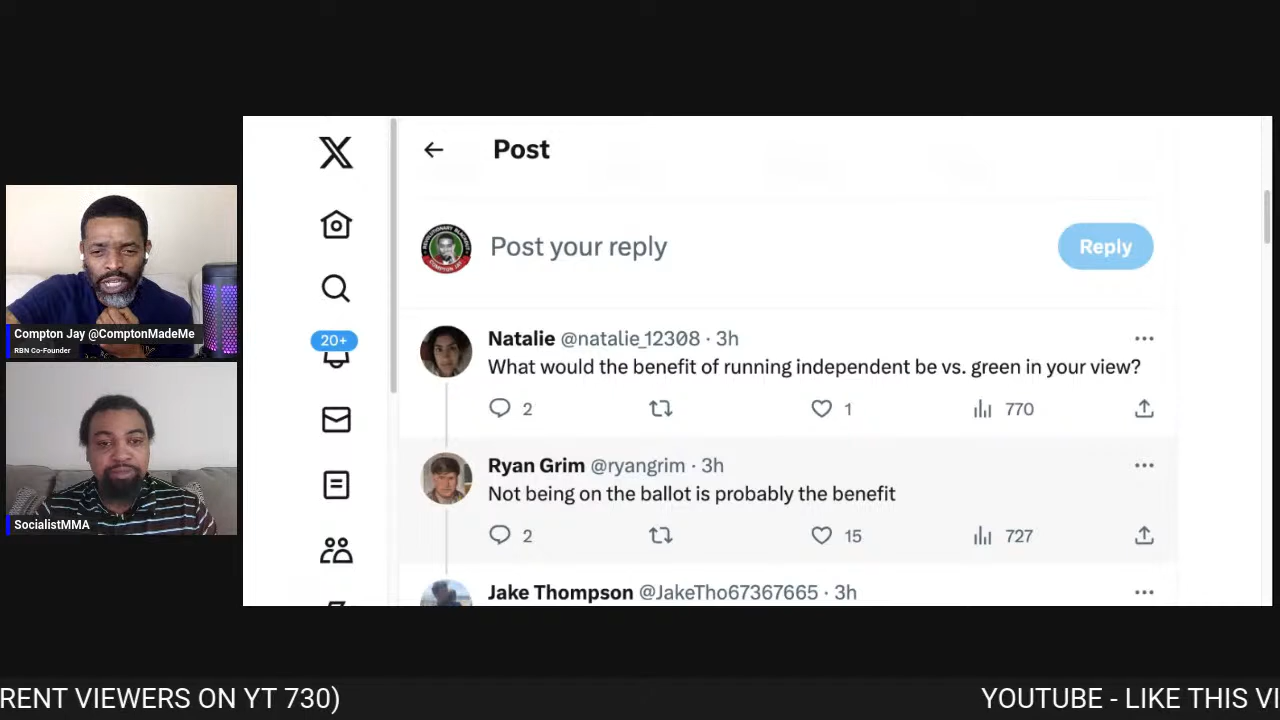 Post
Post your reply
Reply
20+
Natalie @natalie_12308 · 3h
What would the benefit of running independent be vs. green in your view?
2 1 770
Ryan Grim @ryangrim · 3h
Not being on the ballot is probably the benefit
2 15 727
Jake Thompson @JakeTho67367665 · 3h
Compton Jay @ComptonMadeMe
RBN Co-Founder
SocialistMMA
RENT VIEWERS ON YT 730)
YOUTUBE - LIKE THIS VI